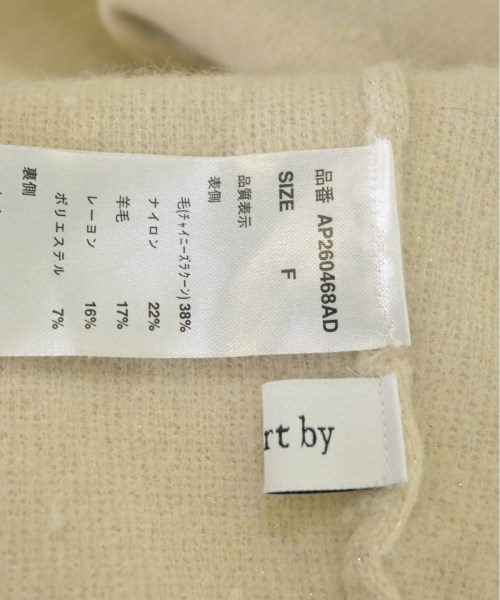 品番 AP260468AD
SIZE F
品質表示
表側
毛(チャイニーズラクーン) 38%
ナイロン 22%
羊毛 17%
レーヨン 16%
ポリエステル 7%
裏側
rt by